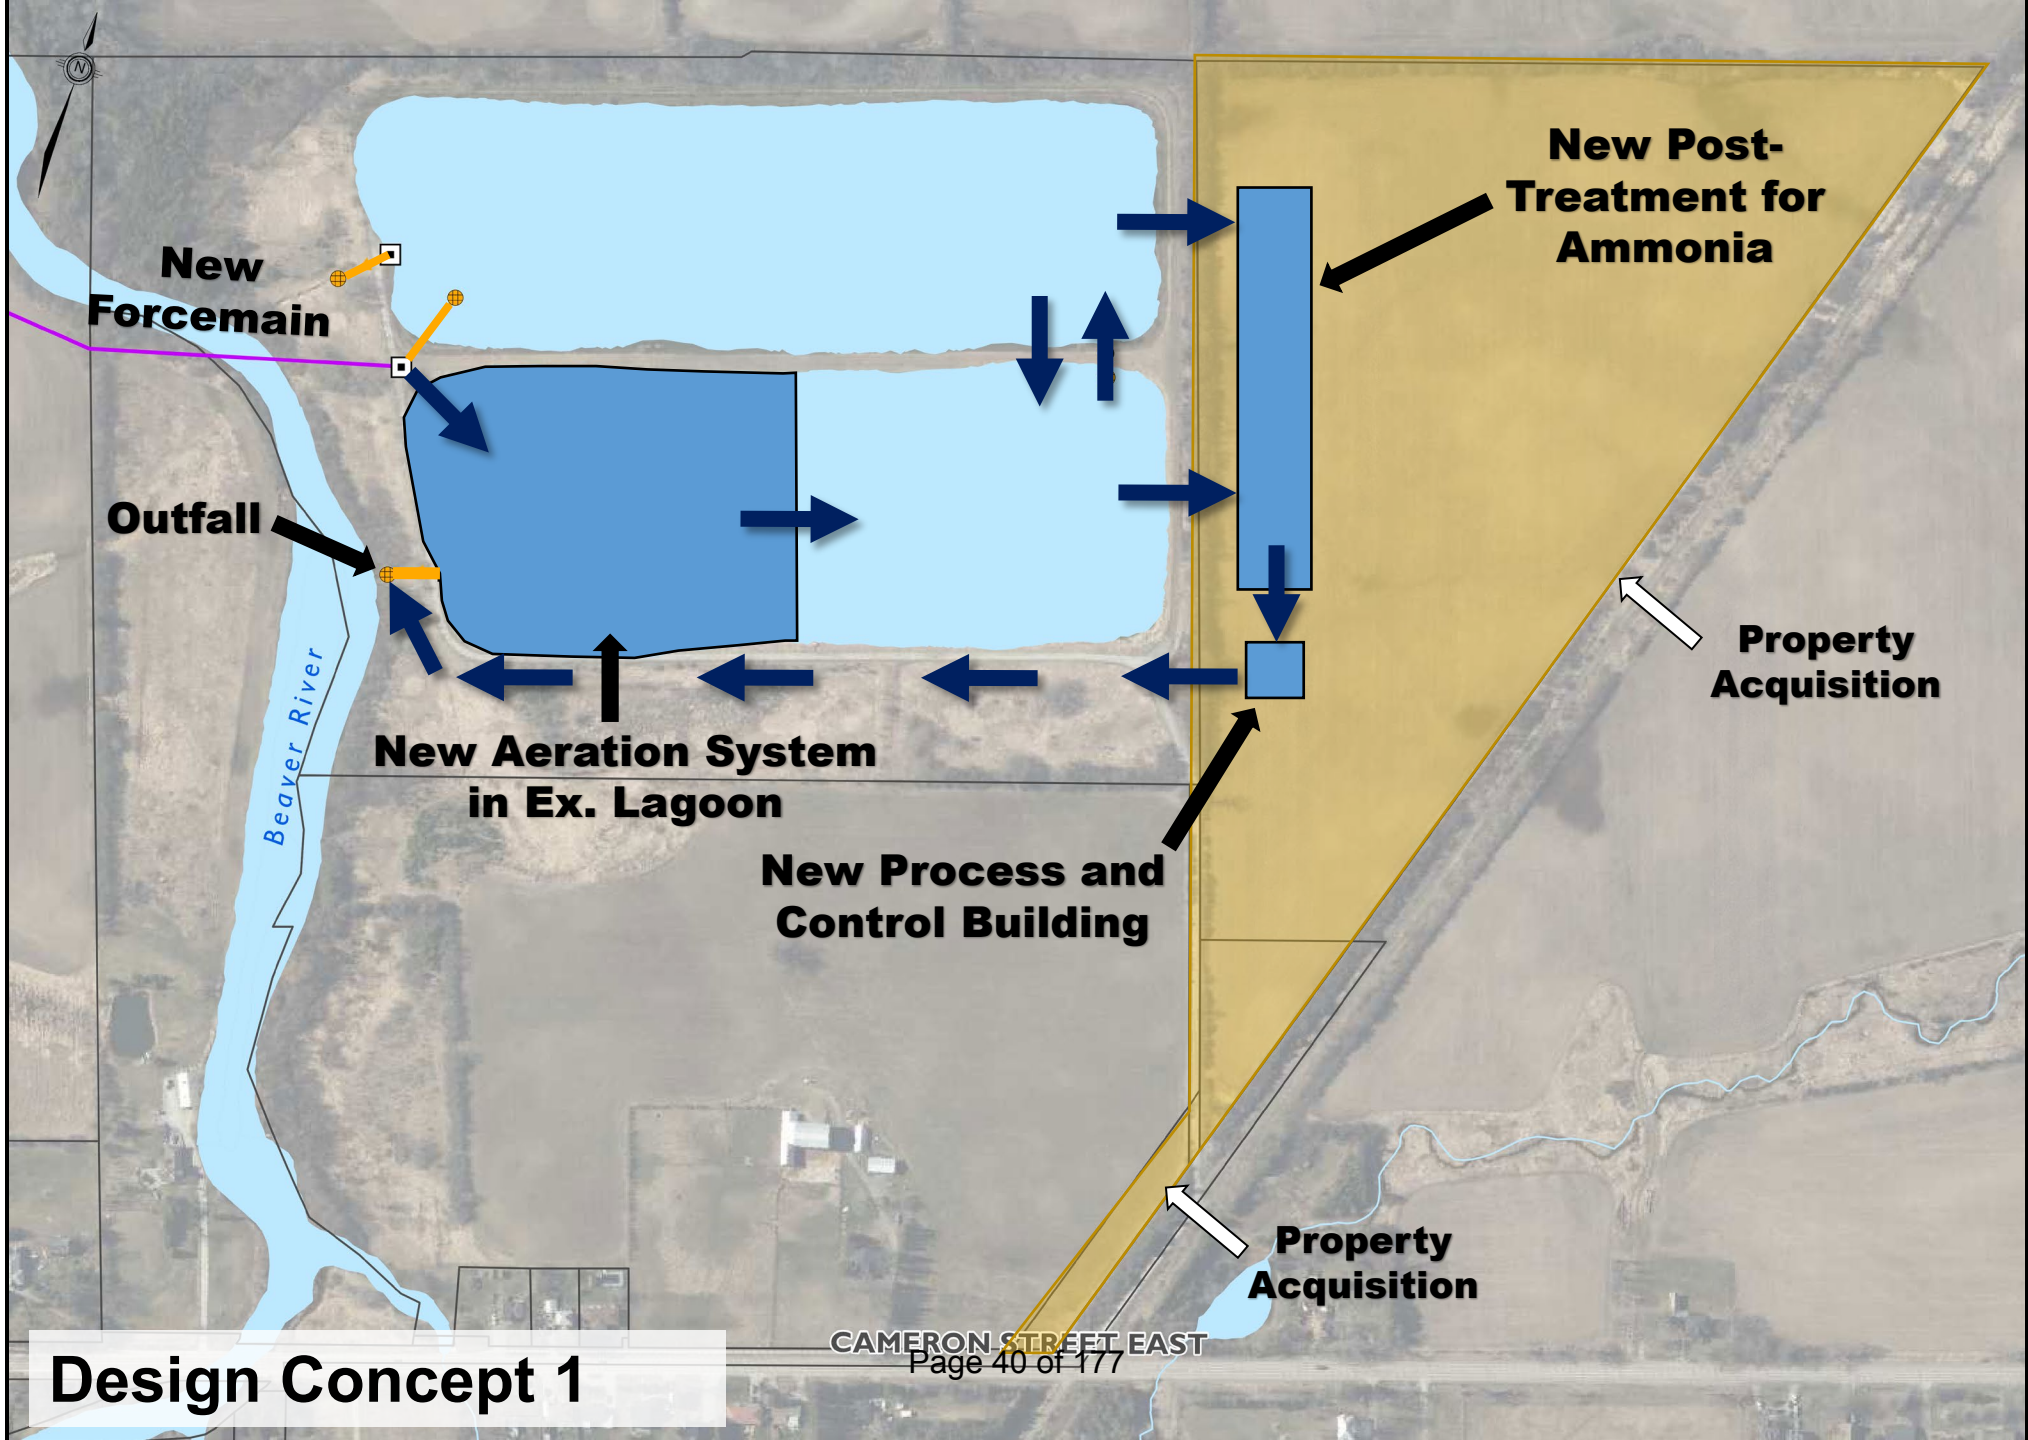 N
New Post-
Treatment for
Ammonia
New
Forcemain
Outfall
Property
Acquisition
Beaver River
New Aeration System
in Ex. Lagoon
New Process and
Control Building
Property
Acquisition
CAMERON STREET EAST
Page 40 of 177
Design Concept 1